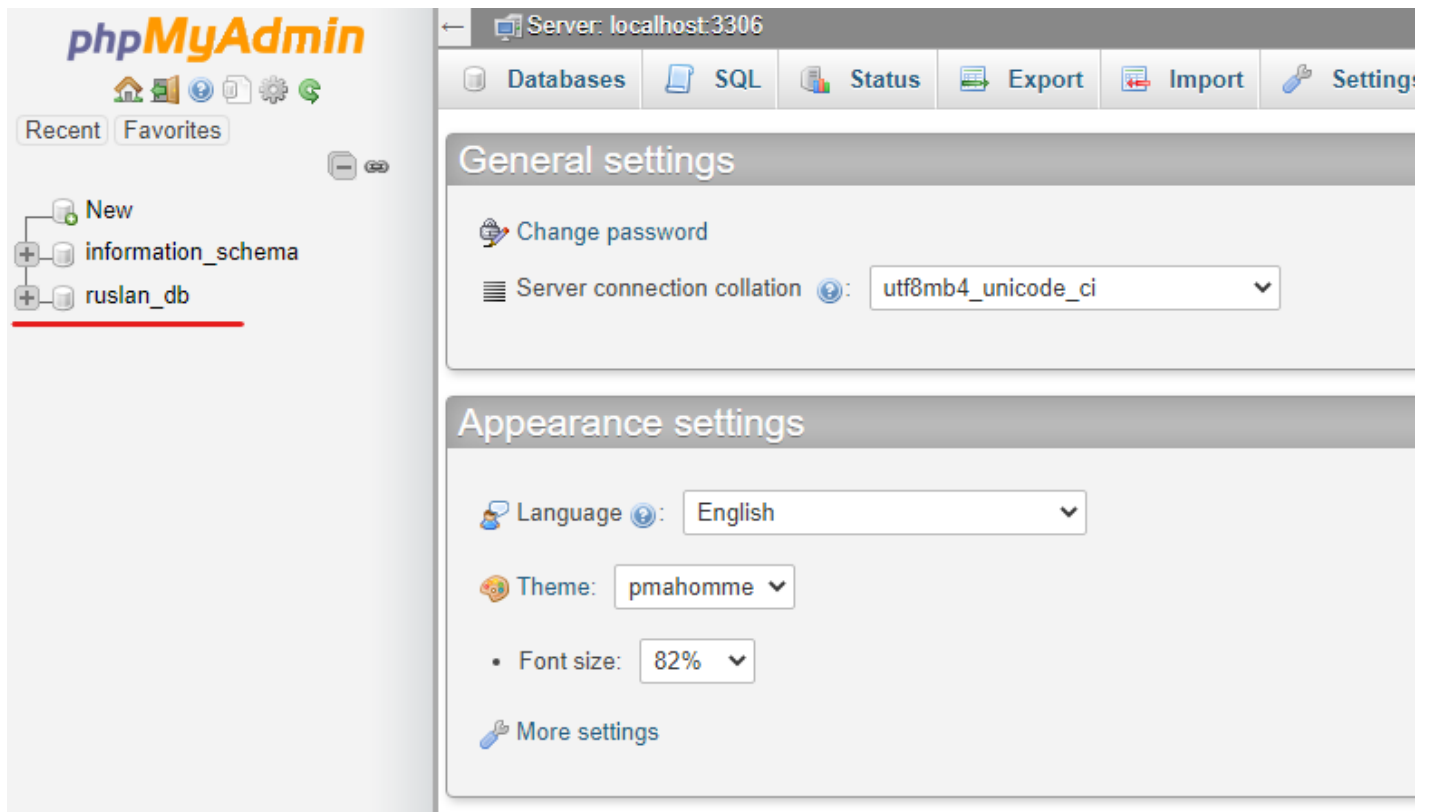 phpMyAdmin
Recent Favorites
New
information_schema
ruslan_db
Server: localhost:3306
Databases SQL Status Export Import Settings
General settings
Change password
Server connection collation : utf8mb4_unicode_ci
Appearance settings
Language : English
Theme: pmahomme
• Font size: 82%
More settings